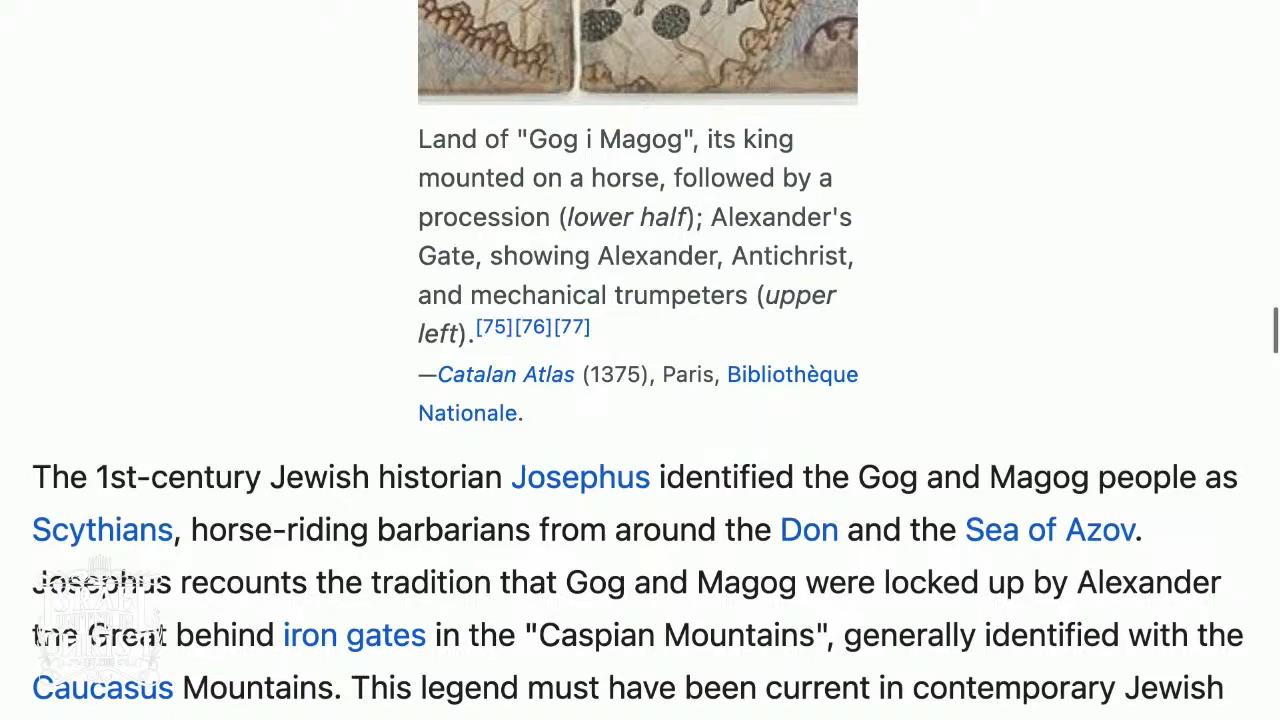 Land of "Gog i Magog", its king
mounted on a horse, followed by a
procession (lower half); Alexander's
Gate, showing Alexander, Antichrist,
and mechanical trumpeters (upper
left).[75][76][77]
—Catalan Atlas (1375), Paris, Bibliothèque
Nationale.
The 1st-century Jewish historian Josephus identified the Gog and Magog people as
Scythians, horse-riding barbarians from around the Don and the Sea of Azov.
Josephus recounts the tradition that Gog and Magog were locked up by Alexander
the Great behind iron gates in the "Caspian Mountains", generally identified with the
Caucasus Mountains. This legend must have been current in contemporary Jewish